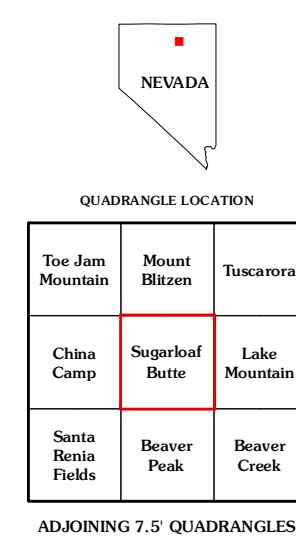 NEVADA
QUADRANGLE LOCATION
Toe Jam
Mountain
Mount
Blitzen
Tuscarora
China
Camp
Sugarloaf
Butte
Lake
Mountain
Santa
Renia
Fields
Beaver
Peak
Beaver
Creek
ADJOINING 7.5' QUADRANGLES